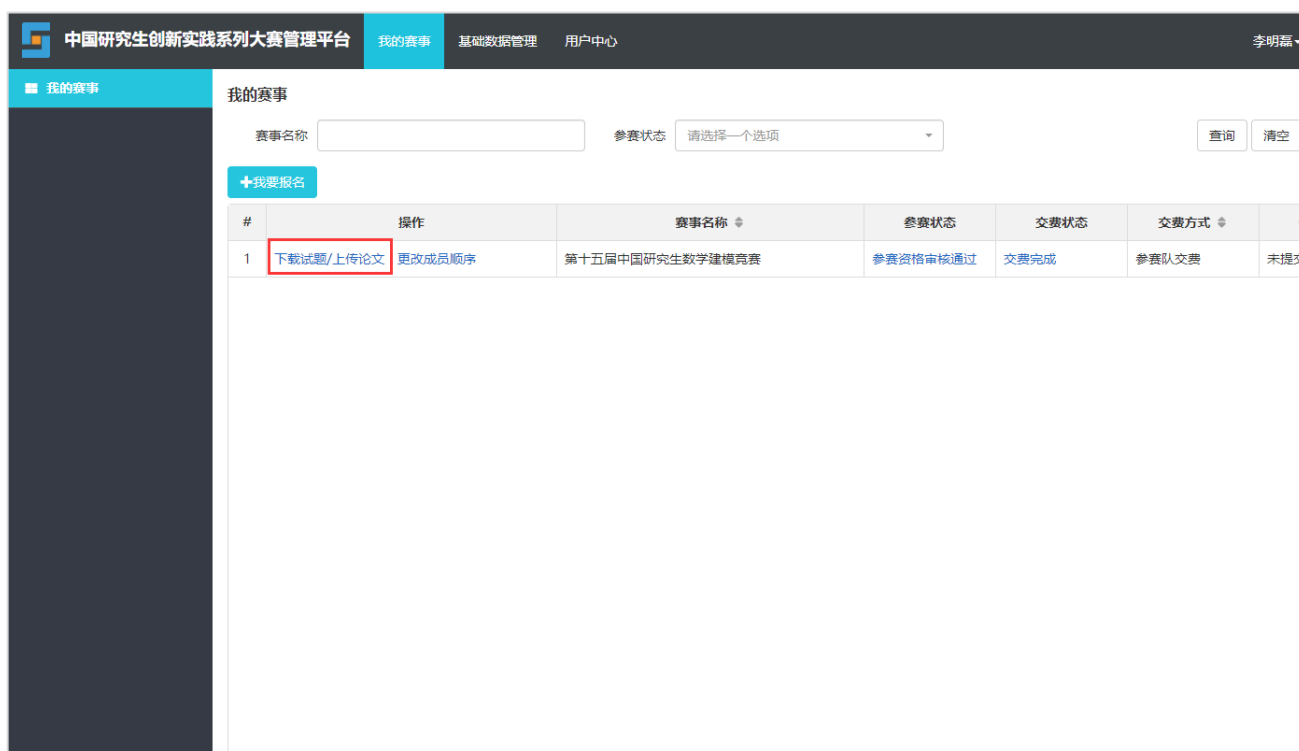 中国研究生创新实践系列大赛管理平台 我的赛事 基础数据管理 用户中心 李明磊
我的赛事
我的赛事
赛事名称 参赛状态 请选择一个选项 查询 清空
+我要报名
# 操作 赛事名称 参赛状态 交费状态 交费方式
1 下载试题/上传论文 更改成员顺序 第十五届中国研究生数学建模竞赛 参赛资格审核通过 交费完成 参赛队交费 未提交